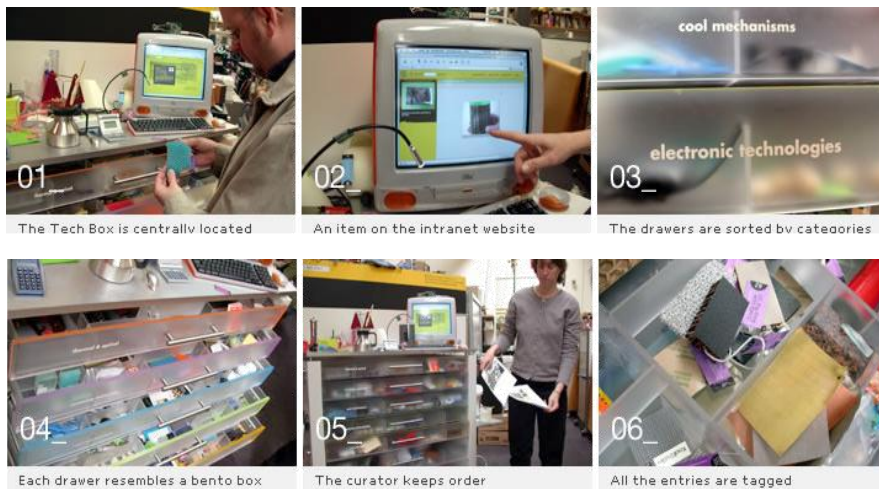 01_
The Tech Box is centrally located
02_
An item on the intranet website
cool mechanisms
electronic technologies
03_
The drawers are sorted by categories
thermal & optical
04_
Each drawer resembles a bento box
05_
The curator keeps order
06_
All the entries are tagged